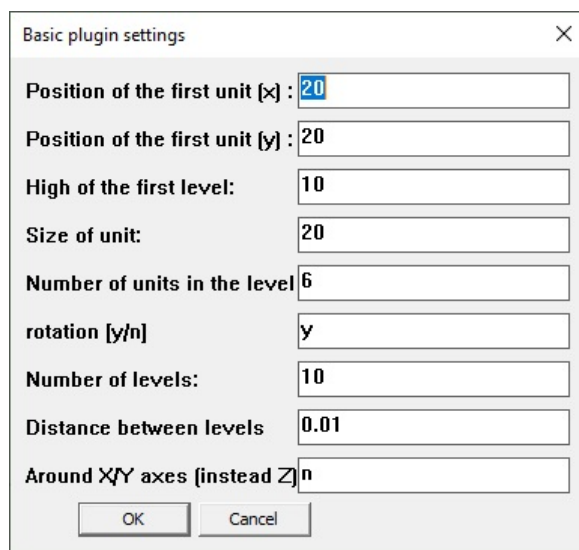 Basic plugin settings
Position of the first unit (x) : 20
Position of the first unit (y) : 20
High of the first level: 10
Size of unit: 20
Number of units in the level 6
rotation [y/n] y
Number of levels: 10
Distance between levels 0.01
Around X/Y axes (instead Z) n
OK Cancel